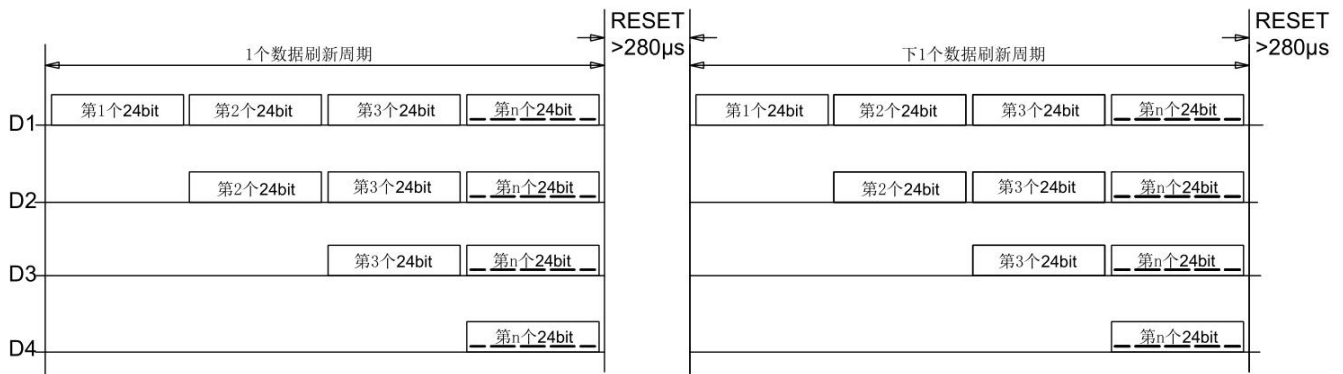 RESET
>280μs
RESET
>280μs
1个数据刷新周期
下1个数据刷新周期
D1
第1个24bit
第2个24bit
第3个24bit
第n个24bit
第1个24bit
第2个24bit
第3个24bit
第n个24bit
D2
第2个24bit
第3个24bit
第n个24bit
第2个24bit
第3个24bit
第n个24bit
D3
第3个24bit
第n个24bit
第3个24bit
第n个24bit
D4
第n个24bit
第n个24bit